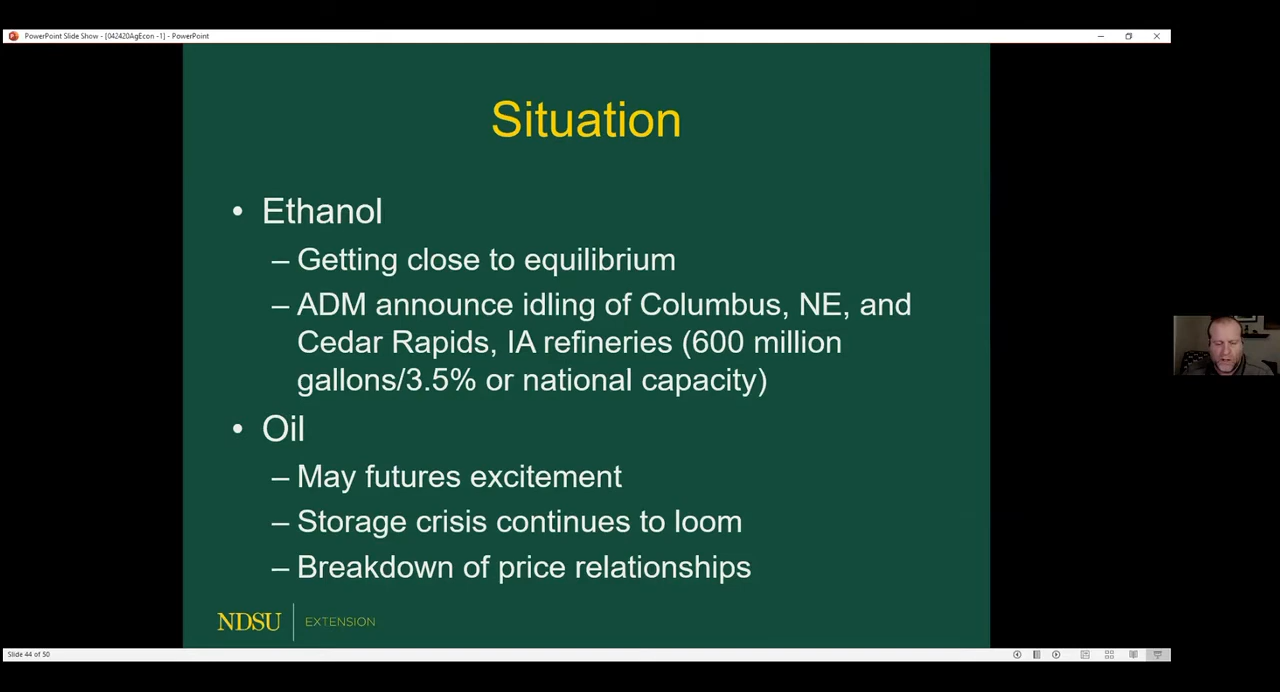 PowerPoint Slide Show - [042420AgEcon -1] - PowerPoint
Situation
• Ethanol
– Getting close to equilibrium
– ADM announce idling of Columbus, NE, and
Cedar Rapids, IA refineries (600 million
gallons/3.5% or national capacity)
• Oil
– May futures excitement
– Storage crisis continues to loom
– Breakdown of price relationships
NDSU EXTENSION
Slide 44 of 50